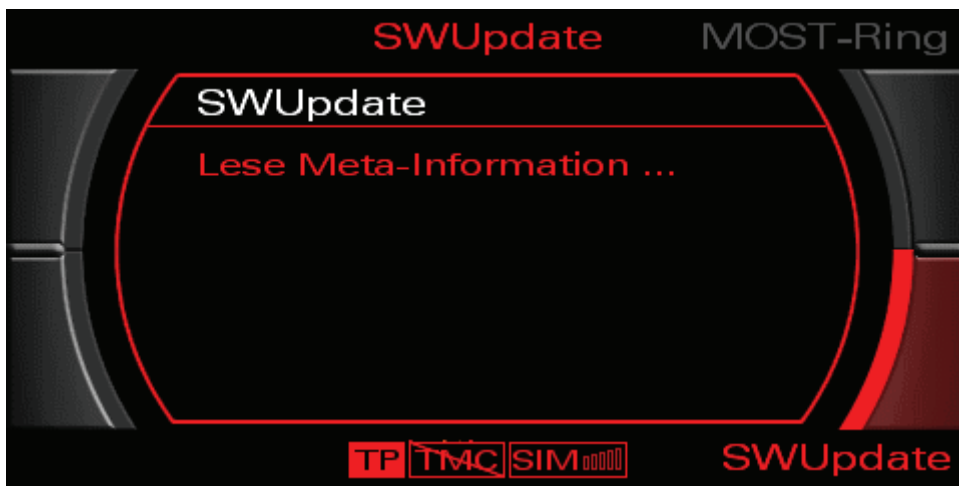 SWUpdate MOST-Ring
SWUpdate
Lese Meta-Information ...
TP TMC SIM SWUpdate